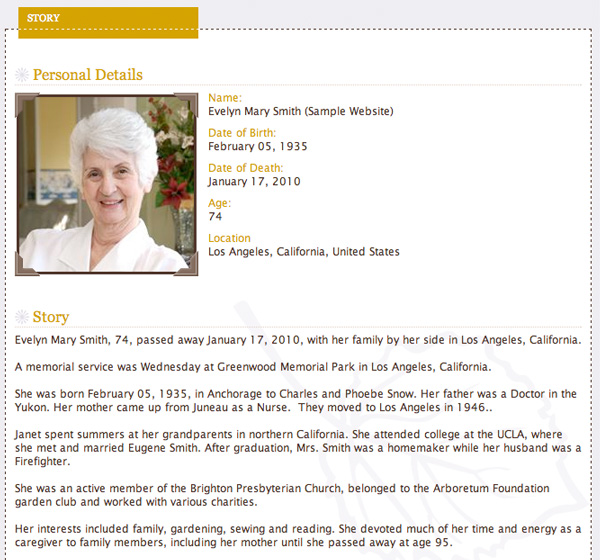 STORY
Personal Details
Name:
Evelyn Mary Smith (Sample Website)
Date of Birth:
February 05, 1935
Date of Death:
January 17, 2010
Age:
74
Location
Los Angeles, California, United States
Story
Evelyn Mary Smith, 74, passed away January 17, 2010, with her family by her side in Los Angeles, California.
A memorial service was Wednesday at Greenwood Memorial Park in Los Angeles, California.
She was born February 05, 1935, in Anchorage to Charles and Phoebe Snow. Her father was a Doctor in the
Yukon. Her mother came up from Juneau as a Nurse.  They moved to Los Angeles in 1946..
Janet spent summers at her grandparents in northern California. She attended college at the UCLA, where
she met and married Eugene Smith. After graduation, Mrs. Smith was a homemaker while her husband was a
Firefighter.
She was an active member of the Brighton Presbyterian Church, belonged to the Arboretum Foundation
garden club and worked with various charities.
Her interests included family, gardening, sewing and reading. She devoted much of her time and energy as a
caregiver to family members, including her mother until she passed away at age 95.